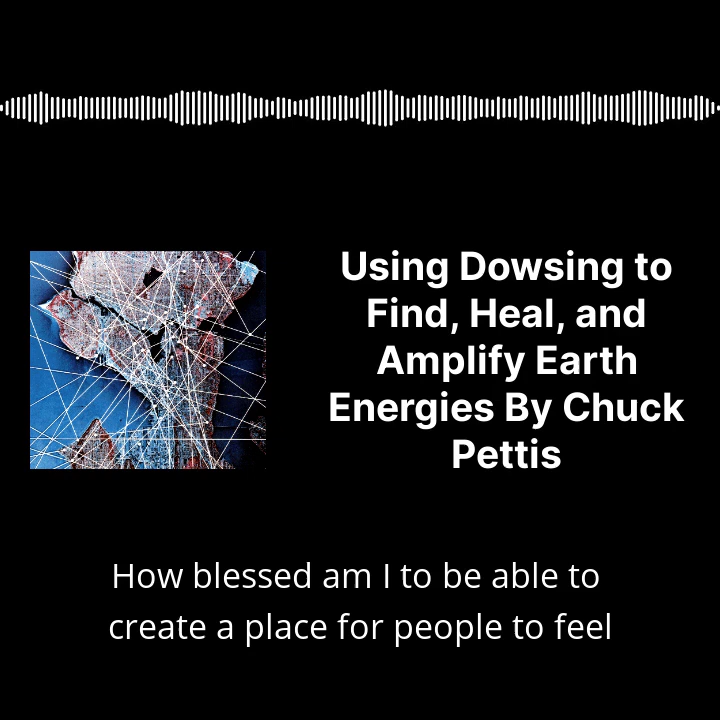 Using Dowsing to
Find, Heal, and
Amplify Earth
Energies By Chuck
Pettis
How blessed am I to be able to
create a place for people to feel